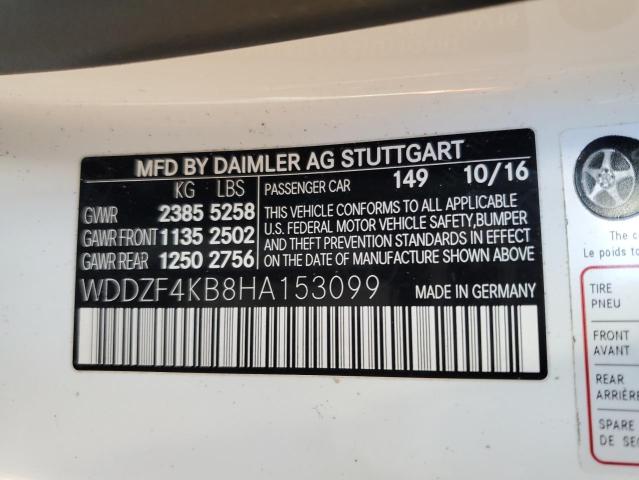 MFD BY DAIMLER AG STUTTGART
KG LBS
PASSENGER CAR 149 10/16
GVWR 2385 5258
GAWR FRONT 1135 2502
GAWR REAR 1250 2756
THIS VEHICLE CONFORMS TO ALL APPLICABLE
U.S. FEDERAL MOTOR VEHICLE SAFETY, BUMPER
AND THEFT PREVENTION STANDARDS IN EFFECT
ON THE DATE OF MANUFACTURE SHOWN ABOVE
WDDZF4KB8HA153099 MADE IN GERMANY
The c
Le poids to
TIRE
PNEU
FRONT
AVANT
REAR
ARRIÈRE
SPARE
DE SE